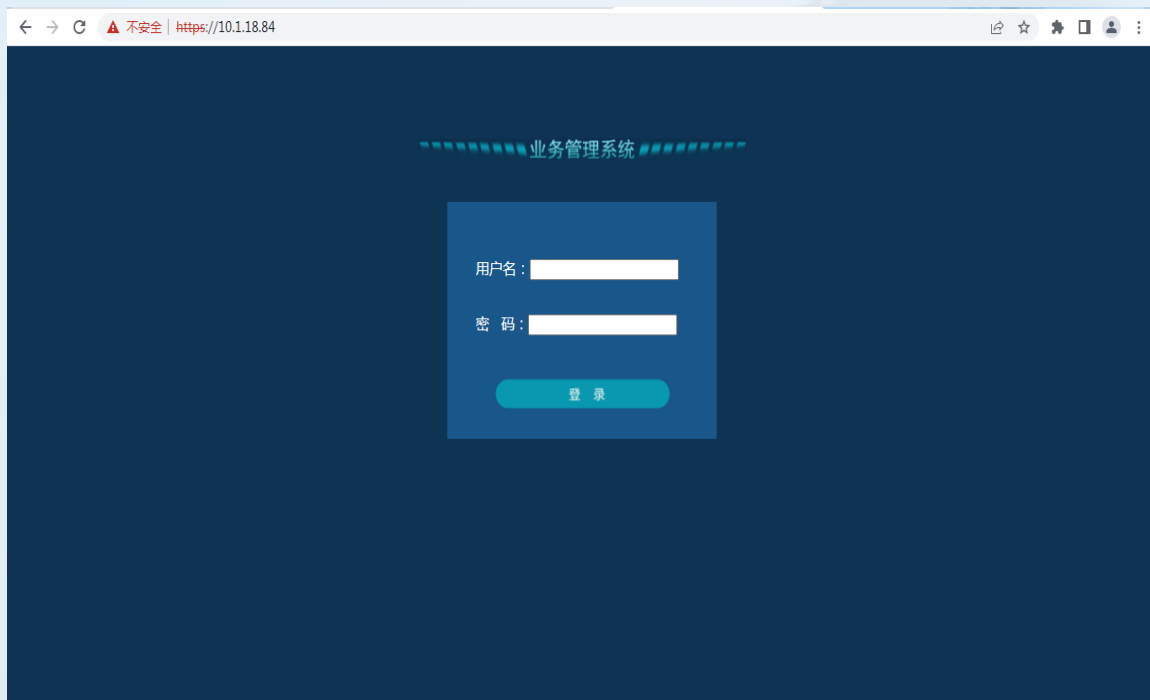 不安全 https://10.1.18.84
业务管理系统
用户名：
密 码：
登 录